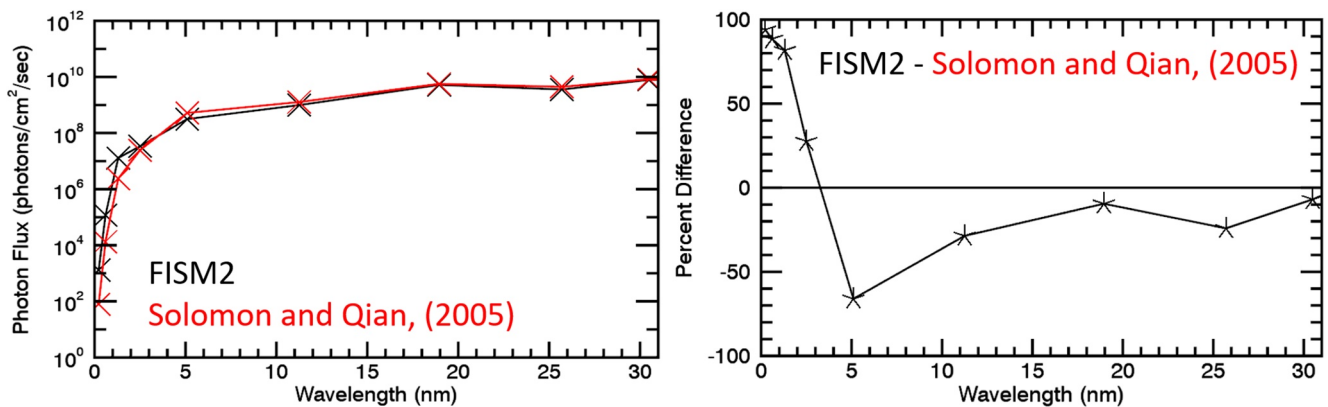 10^12
10^10
10^8
10^6
10^4
10^2
10^0
Photon Flux (photons/cm^2/sec)
FISM2
Solomon and Qian, (2005)
0 5 10 15 20 25 30
Wavelength (nm)
100
50
0
-50
-100
Percent Difference
FISM2 - Solomon and Qian, (2005)
0 5 10 15 20 25 30
Wavelength (nm)